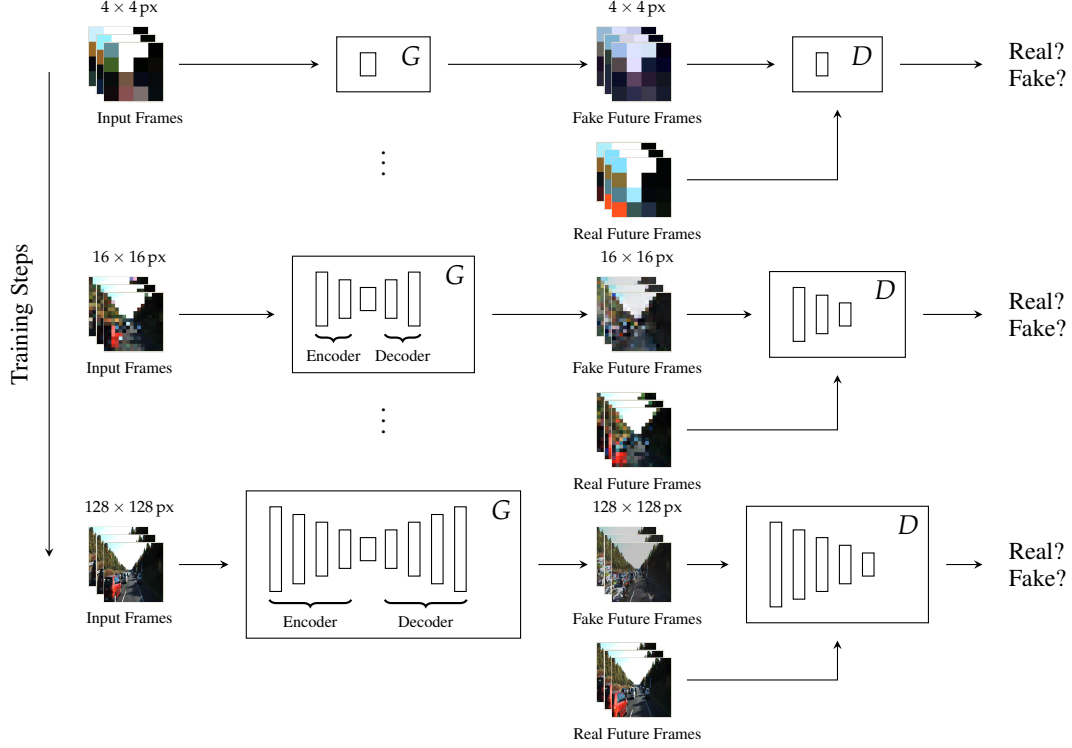 4 × 4 px
4 × 4 px
G
D
Real?
Fake?
Input Frames
Fake Future Frames
Real Future Frames
Training Steps
16 × 16 px
16 × 16 px
G
D
Real?
Fake?
Encoder
Decoder
Input Frames
Fake Future Frames
Real Future Frames
128 × 128 px
128 × 128 px
G
D
Real?
Fake?
Encoder
Decoder
Input Frames
Fake Future Frames
Real Future Frames